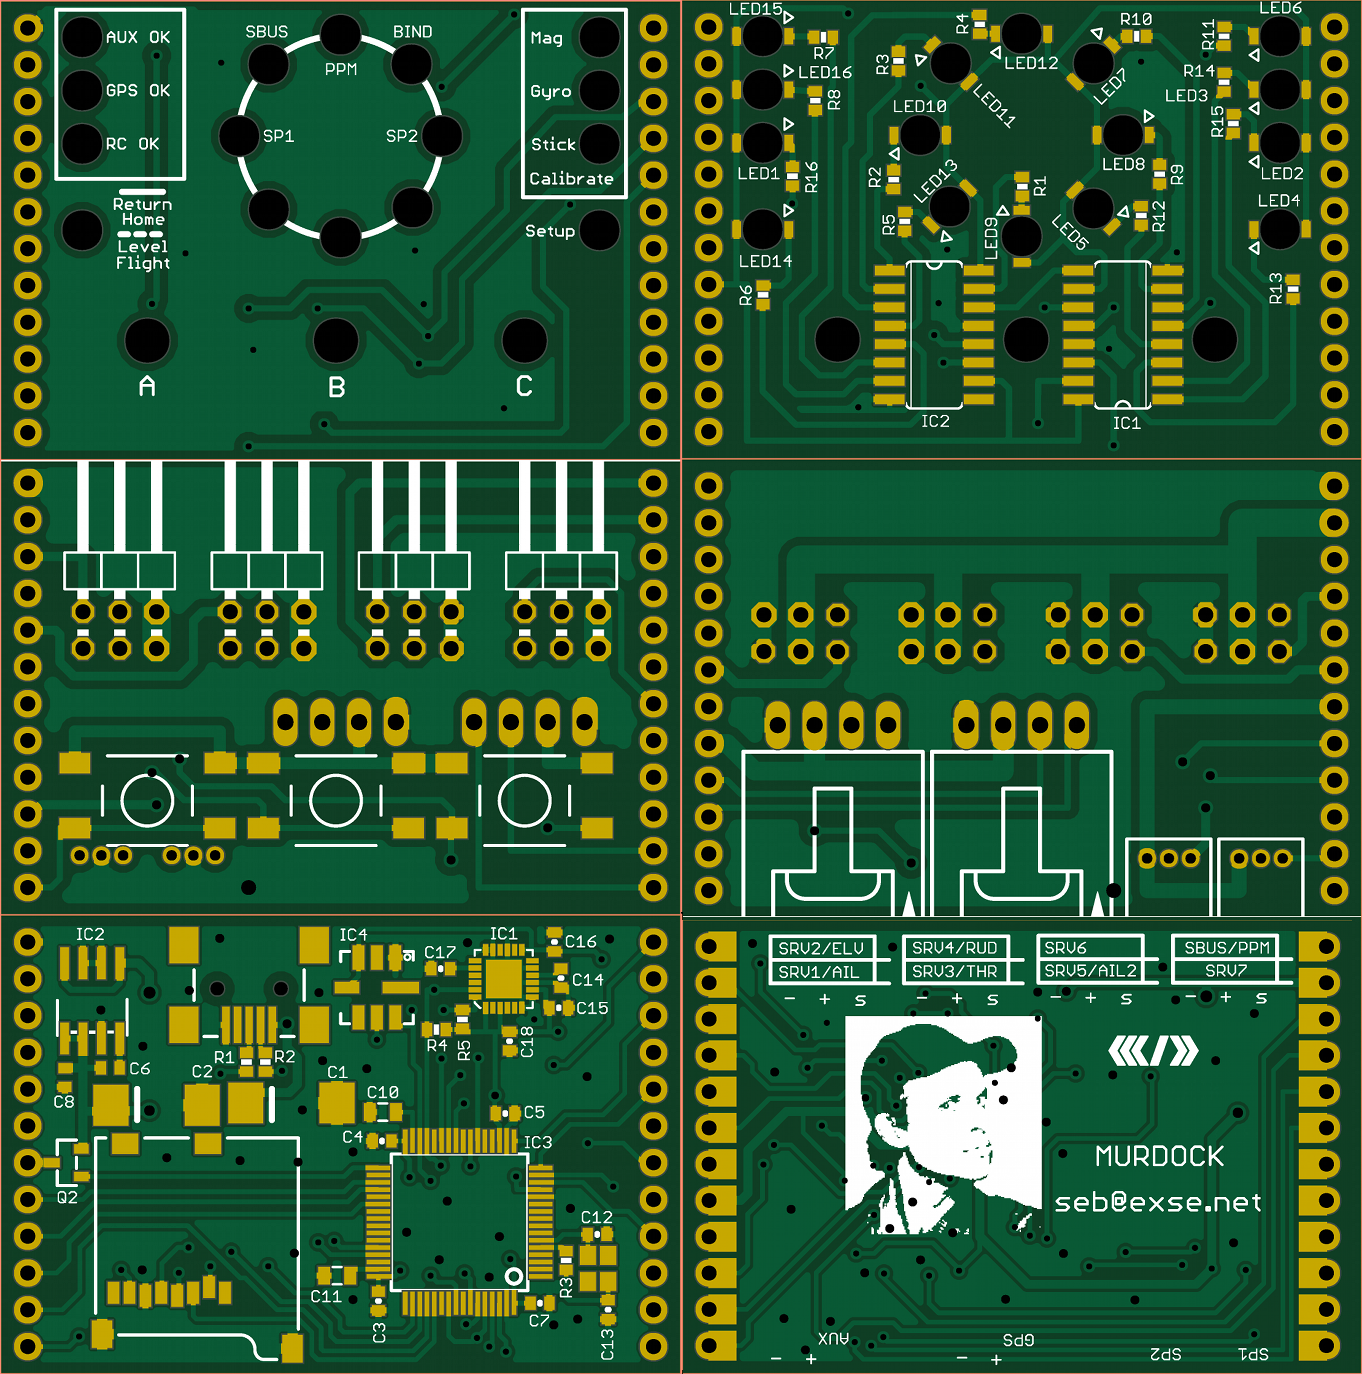 AUX OK
GPS OK
RC OK
Return
Home
Level
Flight
SBUS
PPM
BIND
SP1
SP2
Mag
Gyro
Stick
Calibrate
Setup
A
B
C
LED15
R7
LED16
R8
LED1
R16
LED14
R6
R3
R4
LED12
LED11
LED10
R2
LED13
R5
R1
LED9
LED7
R10
LED8
R9
LED5
R12
R11
LED6
R14
LED3
R15
LED2
LED4
R13
IC2
IC1
IC2
IC4
C17
IC1
C16
C14
C15
R4
R5
C18
R1
R2
C6
C8
C2
C1
C10
C5
C4
IC3
Q2
C12
R3
C11
C3
C7
C13
SRV2/ELV
SRV1/AIL
- + S
SRV4/RUD
SRV3/THR
- + S
SRV6
SRV5/AIL2
- + S
SBUS/PPM
SRV7
- + S
MURDOCK
seb@exse.net
AUX
- +
GPS
- +
SP2
SP1